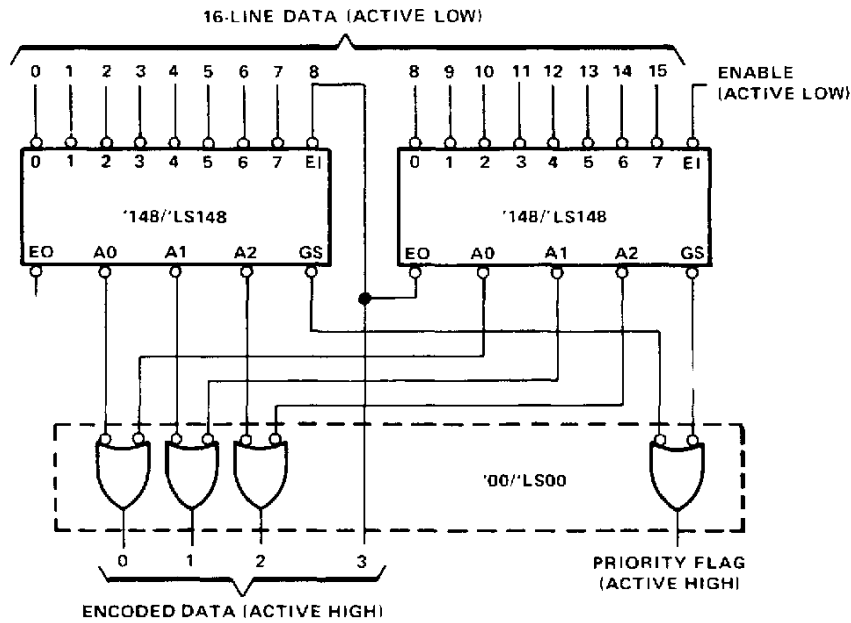 16-LINE DATA (ACTIVE LOW)
0 1 2 3 4 5 6 7 8 8 9 10 11 12 13 14 15 ENABLE
(ACTIVE LOW)
0 1 2 3 4 5 6 7 EI 0 1 2 3 4 5 6 7 EI
'148/'LS148 '148/'LS148
EO A0 A1 A2 GS EO A0 A1 A2 GS
'00/'LS00
0 1 2 3 PRIORITY FLAG
(ACTIVE HIGH)
ENCODED DATA (ACTIVE HIGH)